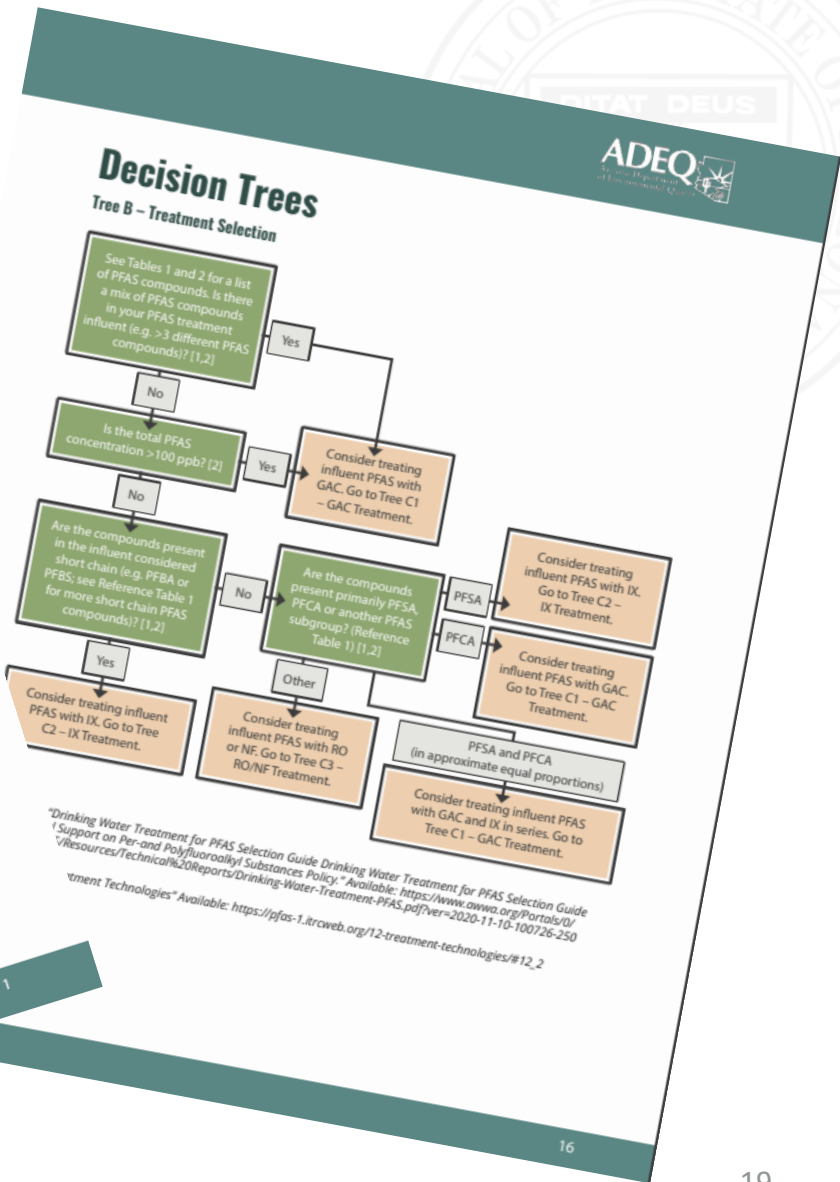 DITAT DEUS
ADEQ
Arizona Department
of Environmental Quality
Decision Trees
Tree B – Treatment Selection
See Tables 1 and 2 for a list
of PFAS compounds. Is there
a mix of PFAS compounds
in your PFAS treatment
influent (e.g. >3 different PFAS
compounds)? [1,2]
Yes
No
Is the total PFAS
concentration >100 ppb? [2]
Yes
Consider treating
influent PFAS with
GAC. Go to Tree C1
– GAC Treatment.
No
Are the compounds present
in the influent considered
short chain (e.g. PFBA or
PFBS; see Reference Table 1
for more short chain PFAS
compounds)? [1,2]
No
Are the compounds
present primarily PFSA,
PFCA or another PFAS
subgroup? (Reference
Table 1) [1,2]
PFSA
Consider treating
influent PFAS with IX.
Go to Tree C2 –
IX Treatment.
PFCA
Consider treating
influent PFAS with GAC.
Go to Tree C1 – GAC
Treatment.
Yes
Consider treating influent
PFAS with IX. Go to Tree
C2 – IX Treatment.
Other
Consider treating
influent PFAS with RO
or NF. Go to Tree C3 –
RO/NF Treatment.
PFSA and PFCA
(in approximate equal proportions)
Consider treating influent PFAS
with GAC and IX in series. Go to
Tree C1 – GAC Treatment.
"Drinking Water Treatment for PFAS Selection Guide Drinking Water Treatment for PFAS Selection Guide
Support on Per-and Polyfluoroalkyl Substances Policy." Available: https://www.awwa.org/Portals/0/
/Resources/Technical%20Reports/Drinking-Water-Treatment-PFAS.pdf?ver=2020-11-10-100726-250
tment Technologies" Available: https://pfas-1.itrcweb.org/12-treatment-technologies/#12_2
1
16
19